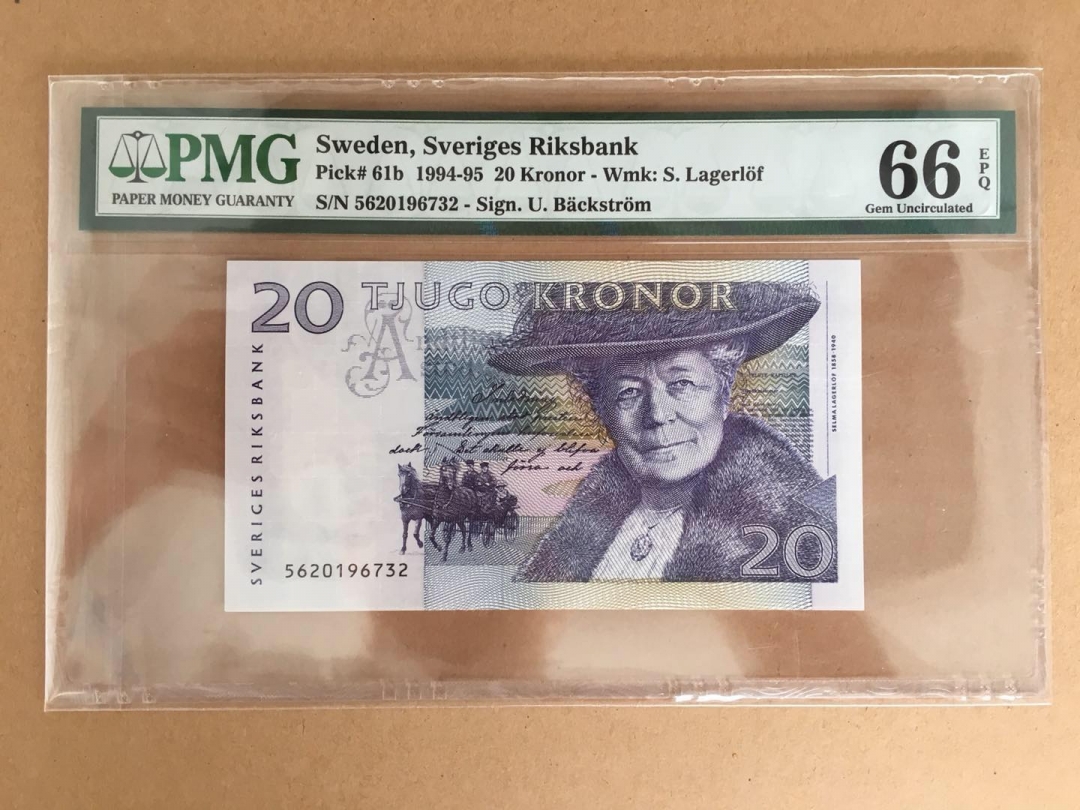 PMG
PAPER MONEY GUARANTY
Sweden, Sveriges Riksbank
Pick# 61b 1994-95 20 Kronor - Wmk: S. Lagerlöf
S/N 5620196732 - Sign. U. Bäckström
66 EPQ
Gem Uncirculated
20 TJUGO KRONOR
SVERIGES RIKSBANK
A
SELMA LAGERLÖF 1858-1940
dock
5620196732
20